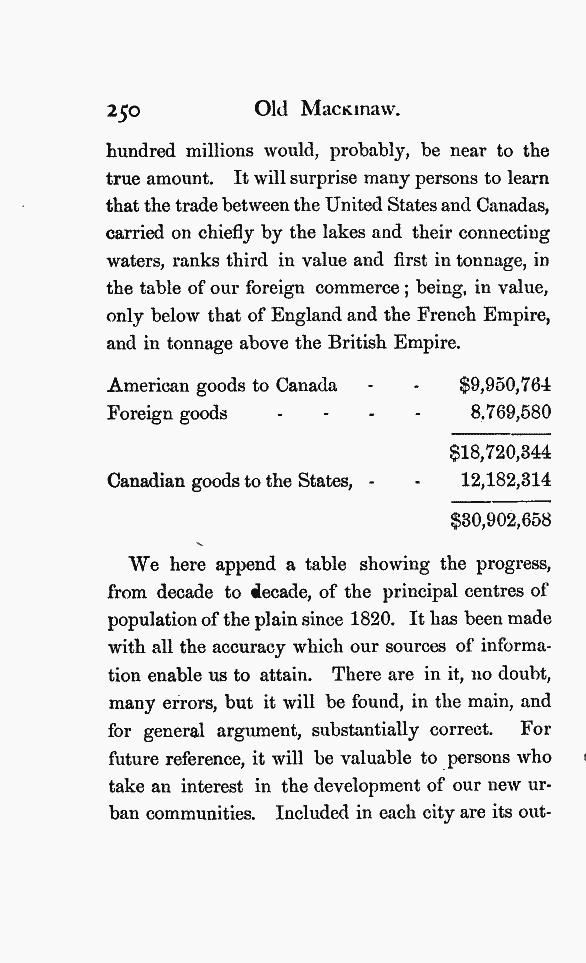 250 Old Mackinaw.
hundred millions would, probably, be near to the
true amount. It will surprise many persons to learn
that the trade between the United States and Canadas,
carried on chiefly by the lakes and their connecting
waters, ranks third in value and first in tonnage, in
the table of our foreign commerce; being, in value,
only below that of England and the French Empire,
and in tonnage above the British Empire.
American goods to Canada - - $9,950,764
Foreign goods - - - - 8,769,580
$18,720,344
Canadian goods to the States, - - 12,182,314
$30,902,658
We here append a table showing the progress,
from decade to decade, of the principal centres of
population of the plain since 1820. It has been made
with all the accuracy which our sources of informa-
tion enable us to attain. There are in it, no doubt,
many errors, but it will be found, in the main, and
for general argument, substantially correct. For
future reference, it will be valuable to persons who
take an interest in the development of our new ur-
ban communities. Included in each city are its out-